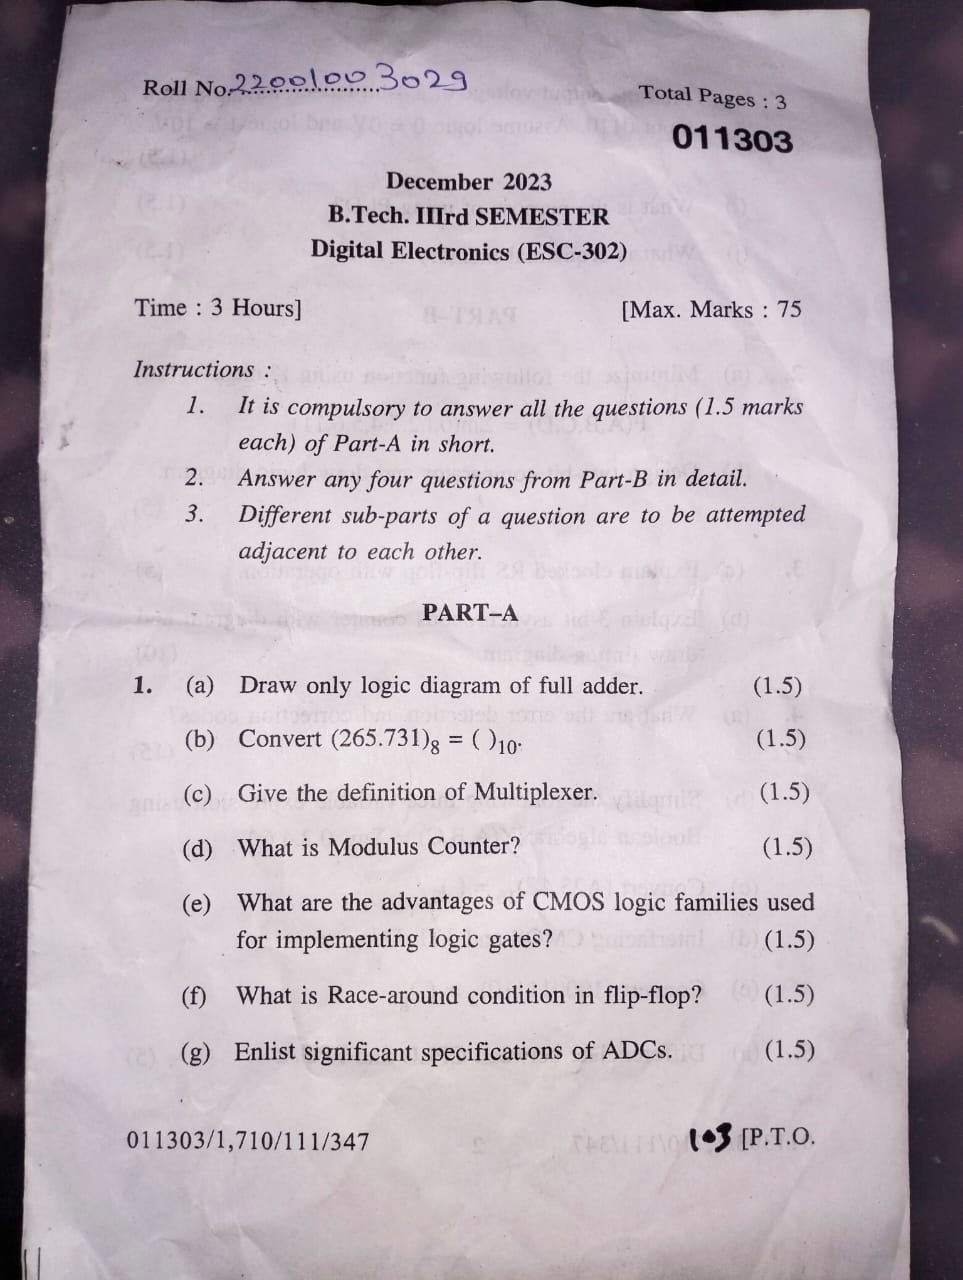 Roll No.22001003029
Total Pages : 3
011303
December 2023
B.Tech. IIIrd SEMESTER
Digital Electronics (ESC-302)
Time : 3 Hours] [Max. Marks : 75
Instructions :
1. It is compulsory to answer all the questions (1.5 marks
each) of Part-A in short.
2. Answer any four questions from Part-B in detail.
3. Different sub-parts of a question are to be attempted
adjacent to each other.
PART–A
1. (a) Draw only logic diagram of full adder. (1.5)
(b) Convert (265.731)₈ = ( )₁₀. (1.5)
(c) Give the definition of Multiplexer. (1.5)
(d) What is Modulus Counter? (1.5)
(e) What are the advantages of CMOS logic families used
for implementing logic gates? (1.5)
(f) What is Race-around condition in flip-flop? (1.5)
(g) Enlist significant specifications of ADCs. (1.5)
011303/1,710/111/347 103 [P.T.O.